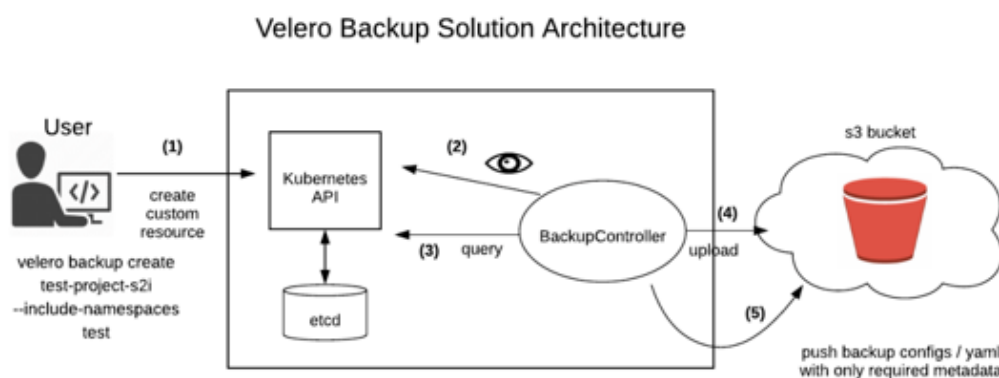 Velero Backup Solution Architecture
User
(1)
</>
create
custom
resource
velero backup create
test-project-s2i
--include-namespaces
test
Kubernetes
API
etcd
(2)
(3)
query
BackupController
(4)
upload
(5)
s3 bucket
push backup configs / yaml
with only required metadata